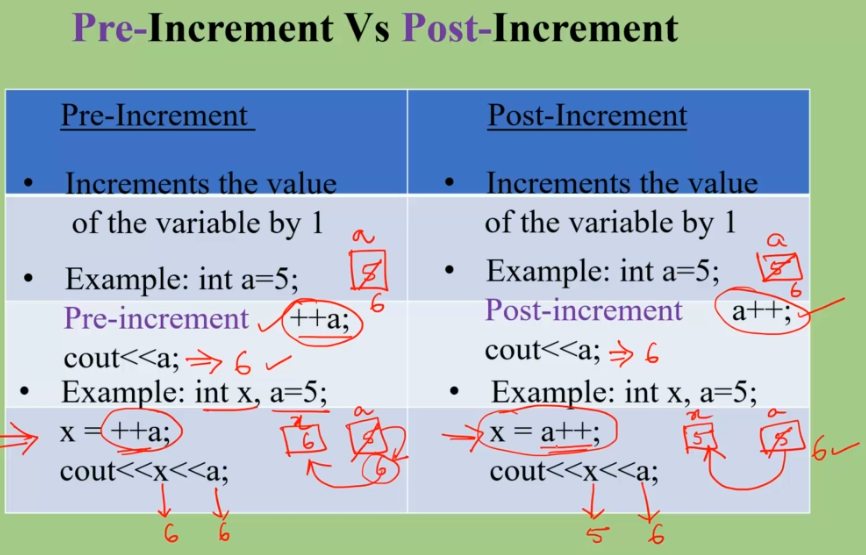 Pre-Increment Vs Post-Increment
Pre-Increment
• Increments the value
of the variable by 1
a
5
6
• Example: int a=5;
Pre-increment ++a;
cout<<a; ⇒ 6
• Example: int x, a=5;
x = ++a;
x
6
a
5
6
cout<<x<<a;
6 6
Post-Increment
• Increments the value
of the variable by 1
a
5
6
• Example: int a=5;
Post-increment a++;
cout<<a; ⇒ 6
• Example: int x, a=5;
x = a++;
x
5
a
5
6
cout<<x<<a;
5 6